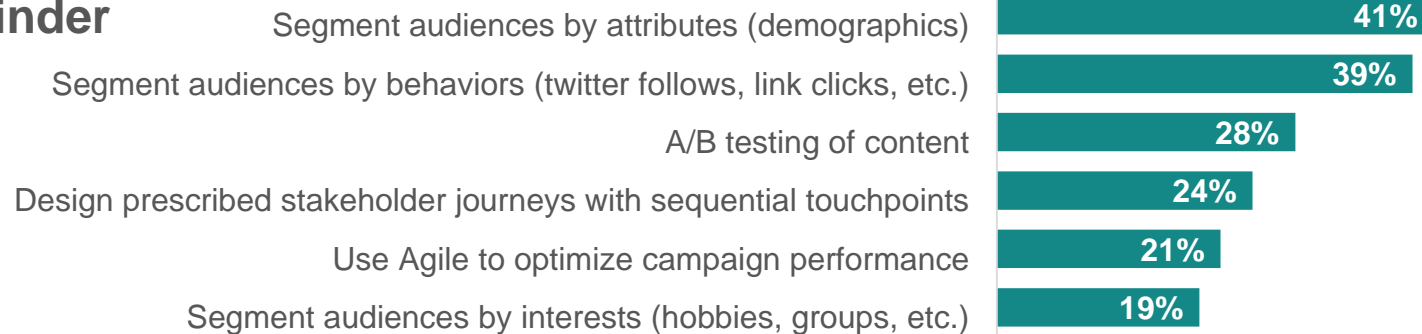 Segment audiences by attributes (demographics) 41%
Segment audiences by behaviors (twitter follows, link clicks, etc.) 39%
A/B testing of content 28%
Design prescribed stakeholder journeys with sequential touchpoints 24%
Use Agile to optimize campaign performance 21%
Segment audiences by interests (hobbies, groups, etc.) 19%